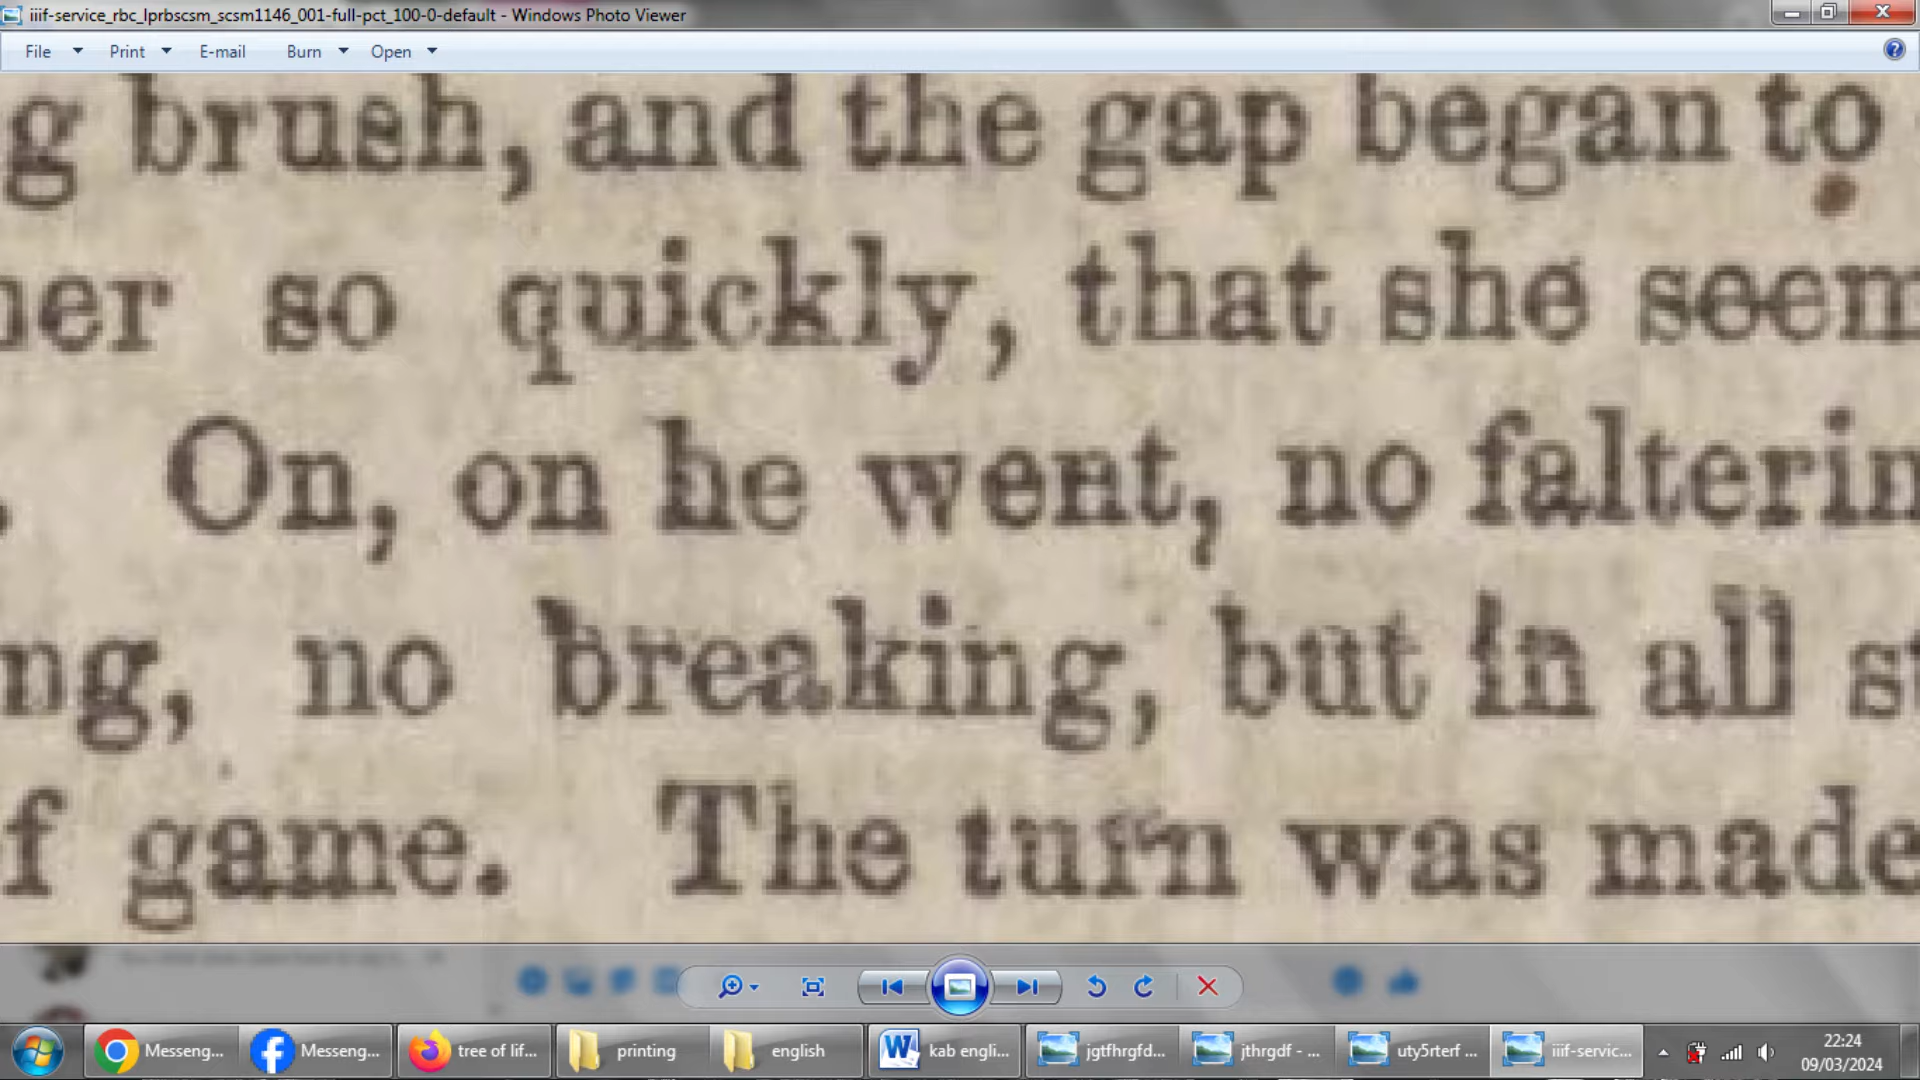 iiif-service_rbc_lprbscsm_scsm1146_001-full-pct_100-0-default - Windows Photo Viewer
File Print E-mail Burn Open
g brush, and the gap began to
her so quickly, that she seem
. On, on he went, no falterin
ng, no breaking, but in all st
f game. The turn was made
Messeng... Messeng... tree of lif... printing english kab engli... jgtfhrgfd... jthrgdf - ... uty5rterf ... iiif-servic...
22:24
09/03/2024